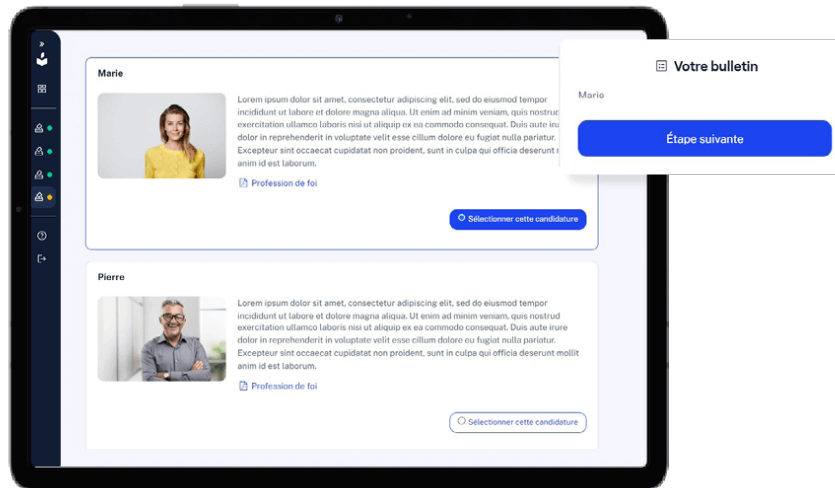 Marie
Lorem ipsum dolor sit amet, consectetur adipiscing elit, sed do eiusmod tempor
incididunt ut labore et dolore magna aliqua. Ut enim ad minim veniam, quis nostrud
exercitation ullamco laboris nisi ut aliquip ex ea commodo consequat. Duis aute iru
dolor in reprehenderit in voluptate velit esse cillum dolore eu fugiat nulla pariatur.
Excepteur sint occaecat cupidatat non proident, sunt in culpa qui officia deserunt
anim id est laborum.
Profession de foi
Sélectionner cette candidature
Votre bulletin
Marie
Étape suivante
Pierre
Lorem ipsum dolor sit amet, consectetur adipiscing elit, sed do eiusmod tempor
incididunt ut labore et dolore magna aliqua. Ut enim ad minim veniam, quis nostrud
exercitation ullamco laboris nisi ut aliquip ex ea commodo consequat. Duis aute irure
dolor in reprehenderit in voluptate velit esse cillum dolore eu fugiat nulla pariatur.
Excepteur sint occaecat cupidatat non proident, sunt in culpa qui officia deserunt mollit
anim id est laborum.
Profession de foi
Sélectionner cette candidature